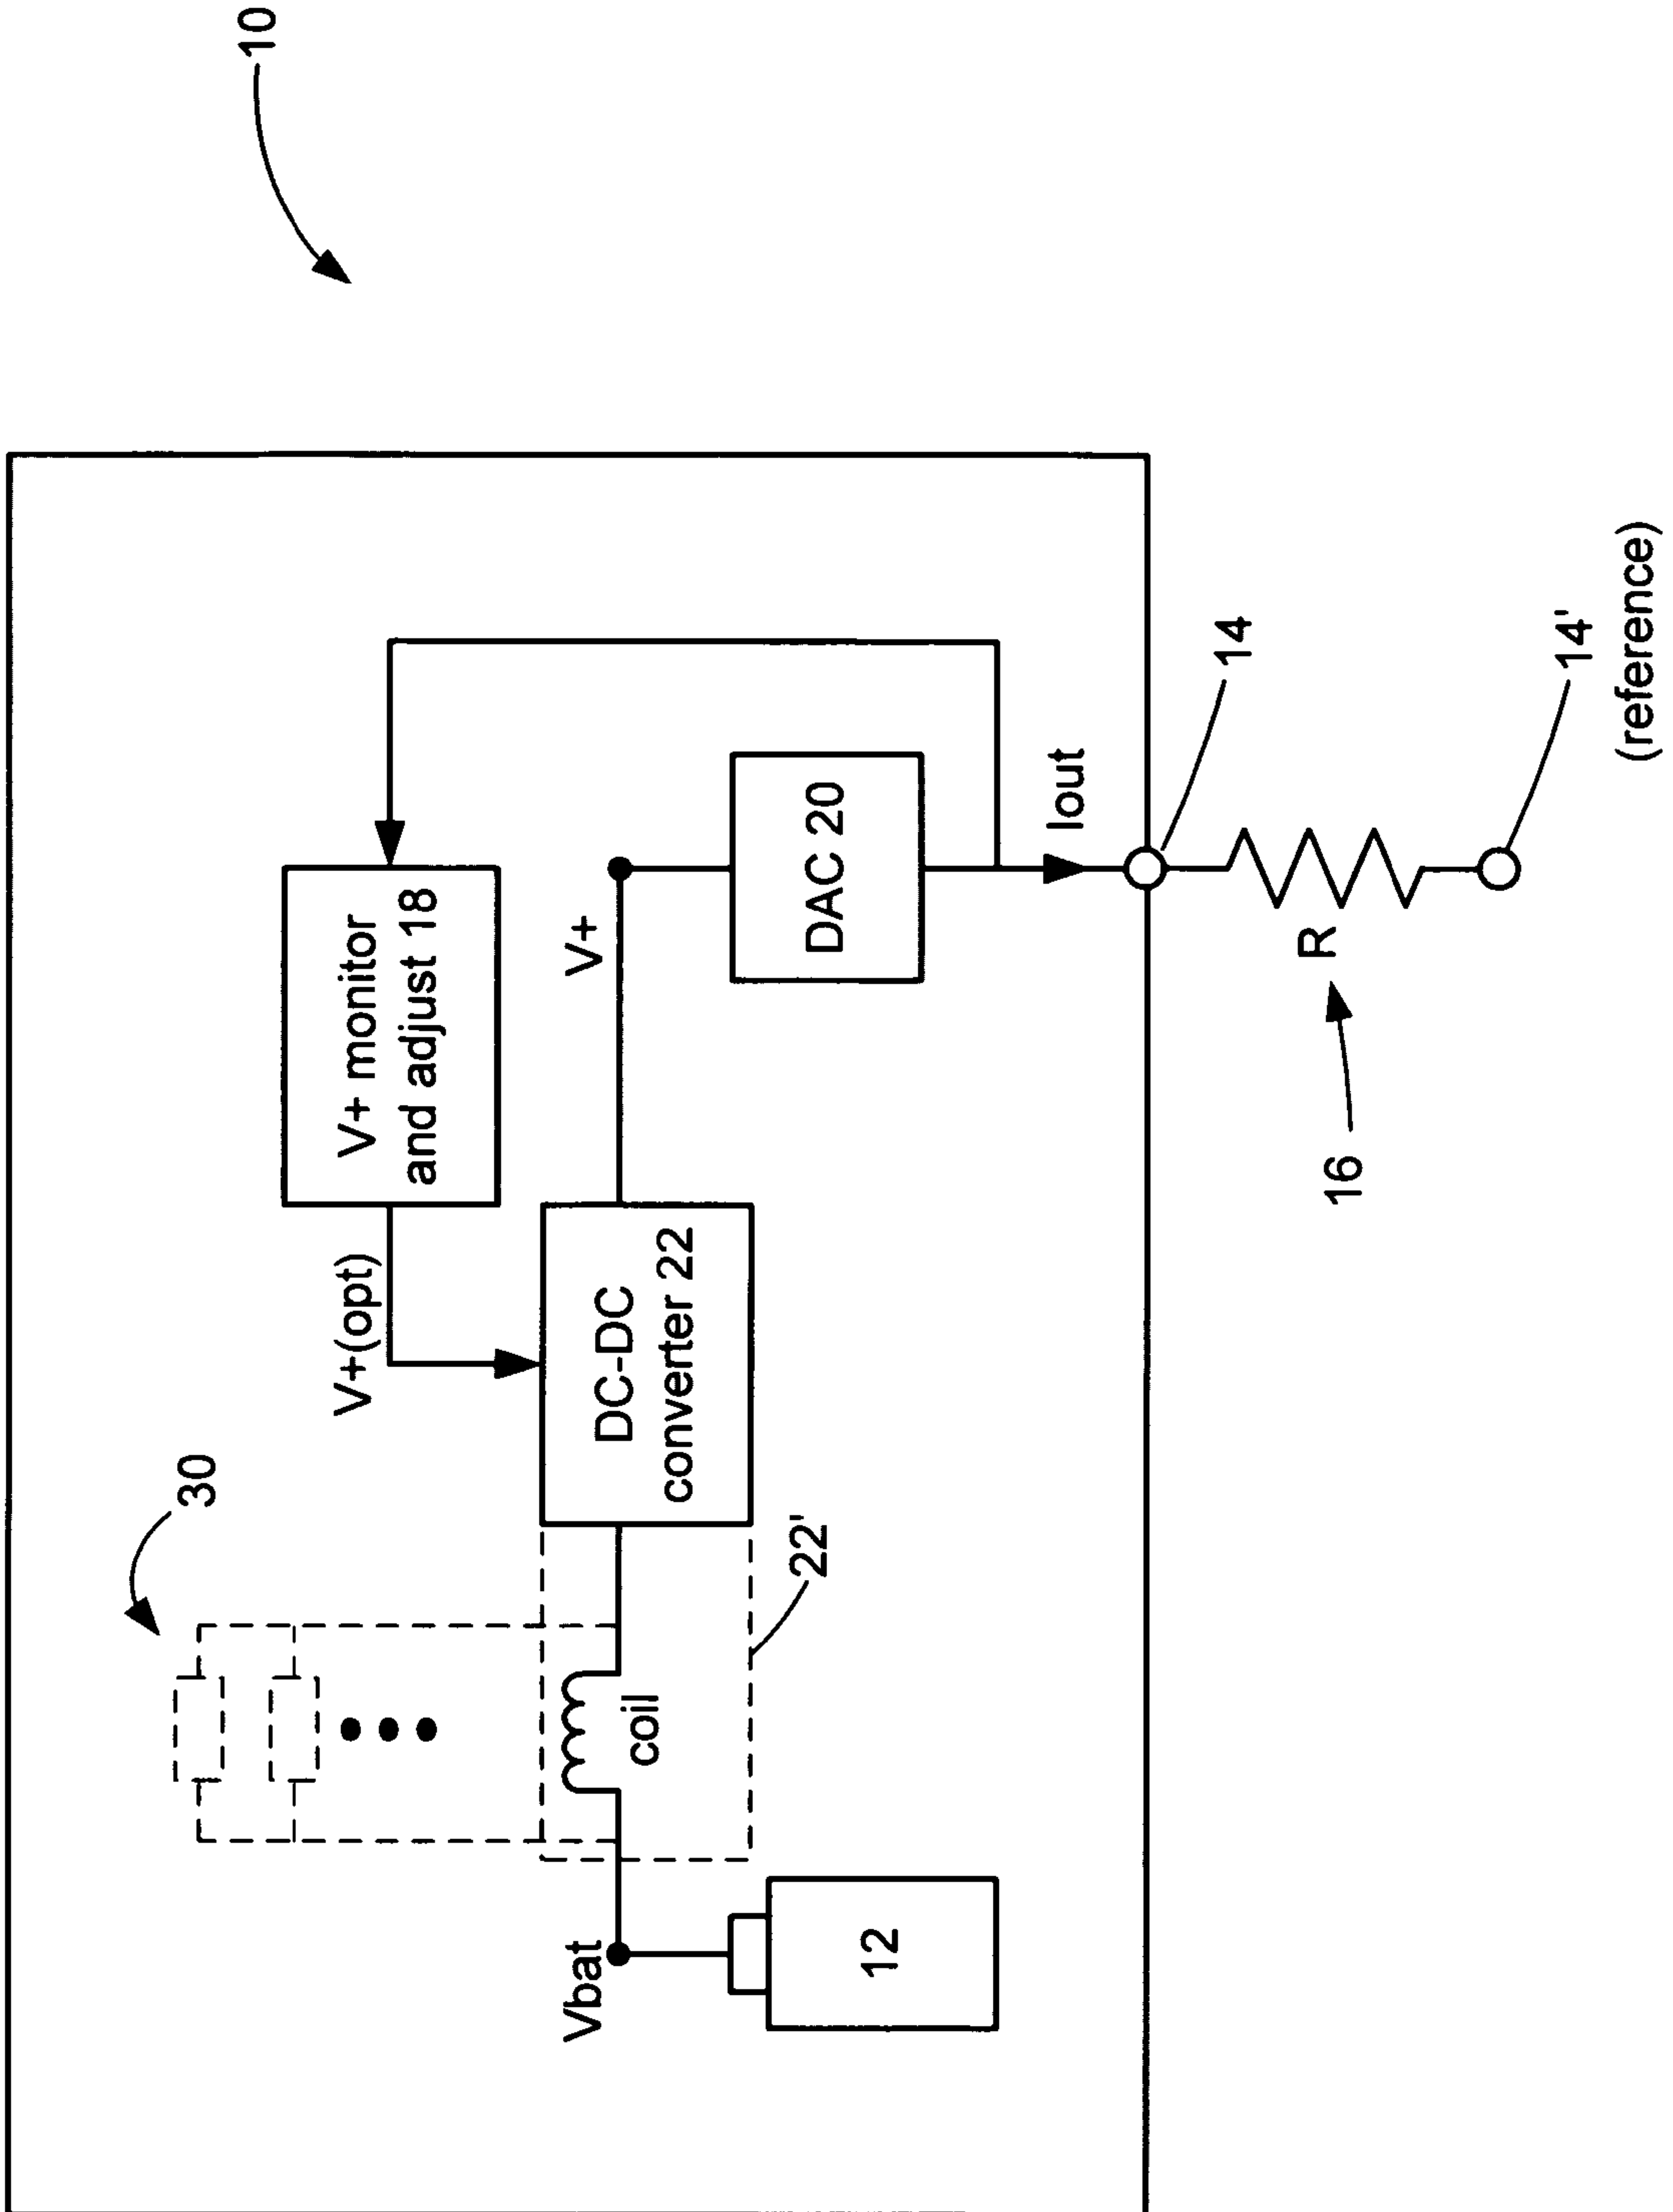 10
30
V+(opt)
V+ monitor
and adjust 18
Vbat
coil
DC-DC
converter 22
V+
22'
12
DAC 20
Iout
14
16
R
14'
(reference)